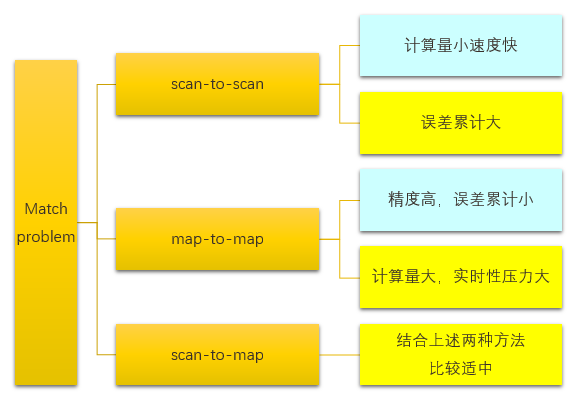 Match
problem
scan-to-scan
计算量小速度快
误差累计大
map-to-map
精度高，误差累计小
计算量大，实时性压力大
scan-to-map
结合上述两种方法
比较适中